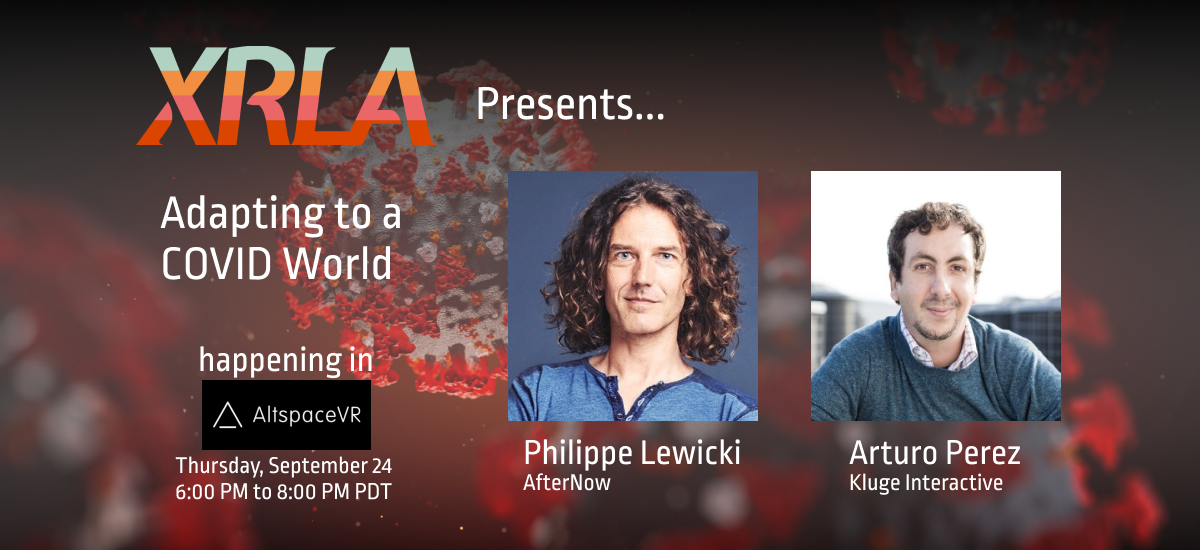 XRLA
Presents...
Adapting to a
COVID World
happening in
AltspaceVR
Thursday, September 24
6:00 PM to 8:00 PM PDT
Philippe Lewicki
AfterNow
Arturo Perez
Kluge Interactive